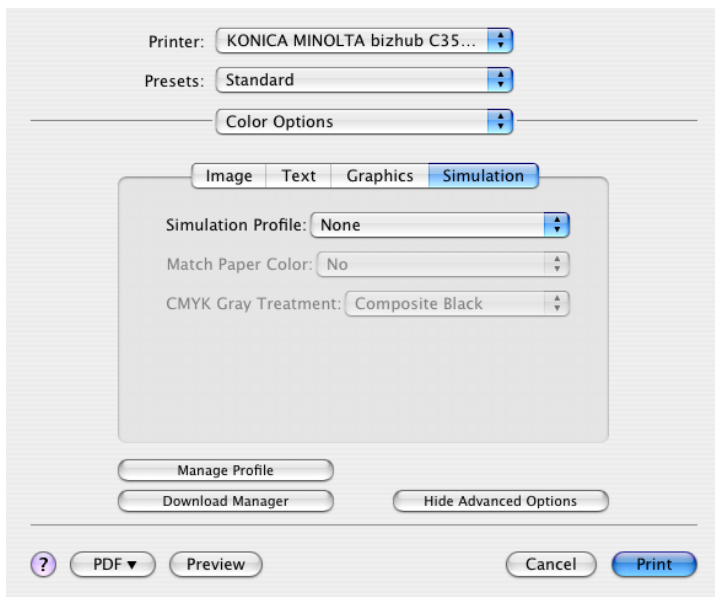 Printer: KONICA MINOLTA bizhub C35...
Presets: Standard
Color Options
Image Text Graphics Simulation
Simulation Profile: None
Match Paper Color: No
CMYK Gray Treatment: Composite Black
Manage Profile
Download Manager Hide Advanced Options
? PDF ▼ Preview Cancel Print